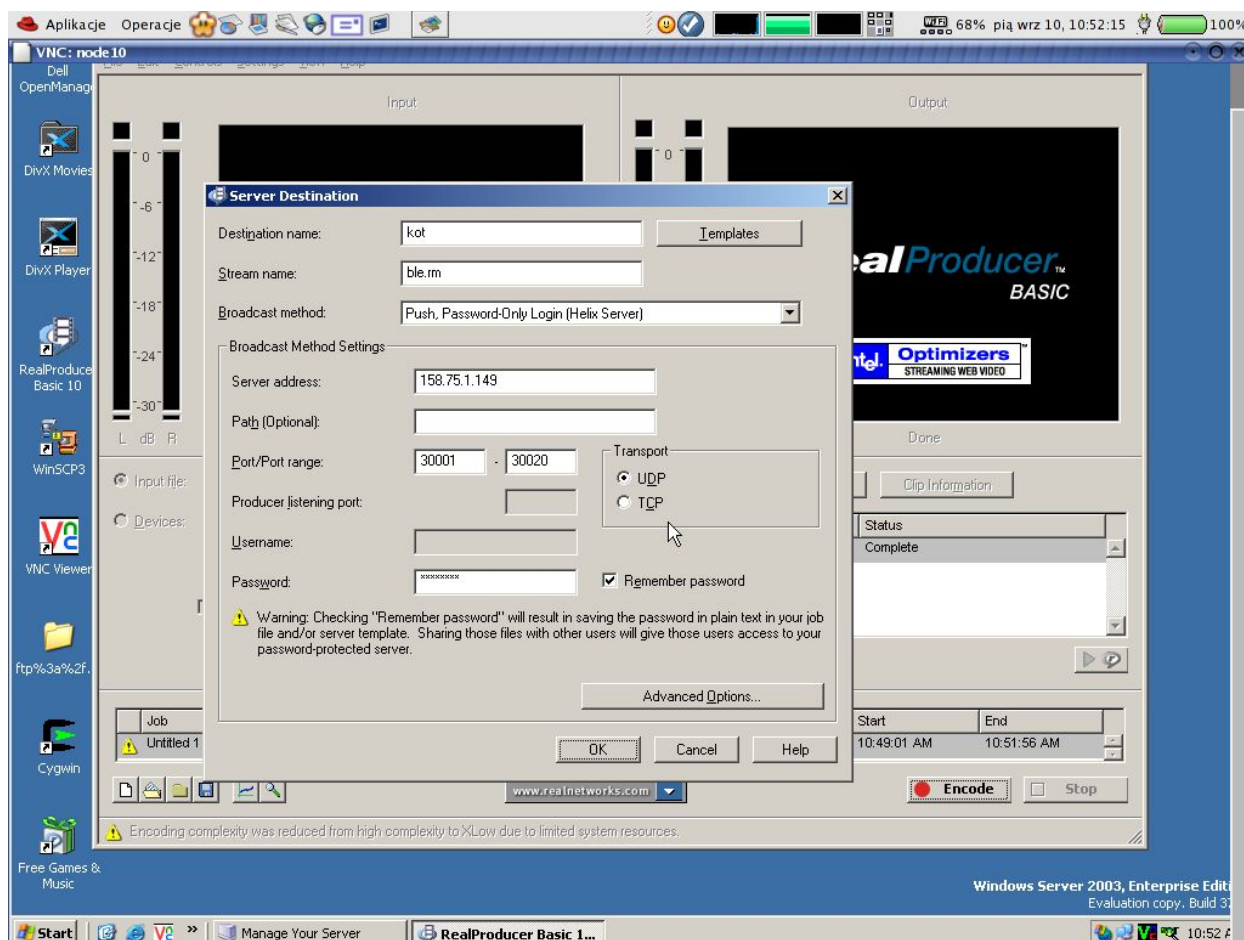 Aplikacje Operacje
68% pią wrz 10, 10:52:15 100%
VNC: node10
Dell
OpenManag
DivX Movies
DivX Player
RealProduce
Basic 10
WinSCP3
VNC Viewer
ftp%3a%2f.
Cygwin
Free Games &
Music
Input
Output
0
-6
-12
-18
-24
-30
L dB R
0
Input file:
Devices:
Server Destination
Destination name: kot Templates
Stream name: ble.rm
Broadcast method: Push, Password-Only Login (Helix Server)
Broadcast Method Settings
Server address: 158.75.1.149
Path (Optional):
Port/Port range: 30001 - 30020
Transport
UDP
TCP
Producer listening port:
Username:
Password: ******** Remember password
Warning: Checking "Remember password" will result in saving the password in plain text in your job
file and/or server template. Sharing those files with other users will give those users access to your
password-protected server.
Advanced Options...
OK Cancel Help
ealProducer™
BASIC
ntel. Optimizers™
STREAMING WEB VIDEO
Done
Clip Information
Status
Complete
Job Start End
Untitled 1 10:49:01 AM 10:51:56 AM
www.realnetworks.com
Encode Stop
Encoding complexity was reduced from high complexity to XLow due to limited system resources.
Windows Server 2003, Enterprise Editi
Evaluation copy. Build 37
Start Manage Your Server RealProducer Basic 1... 10:52 A